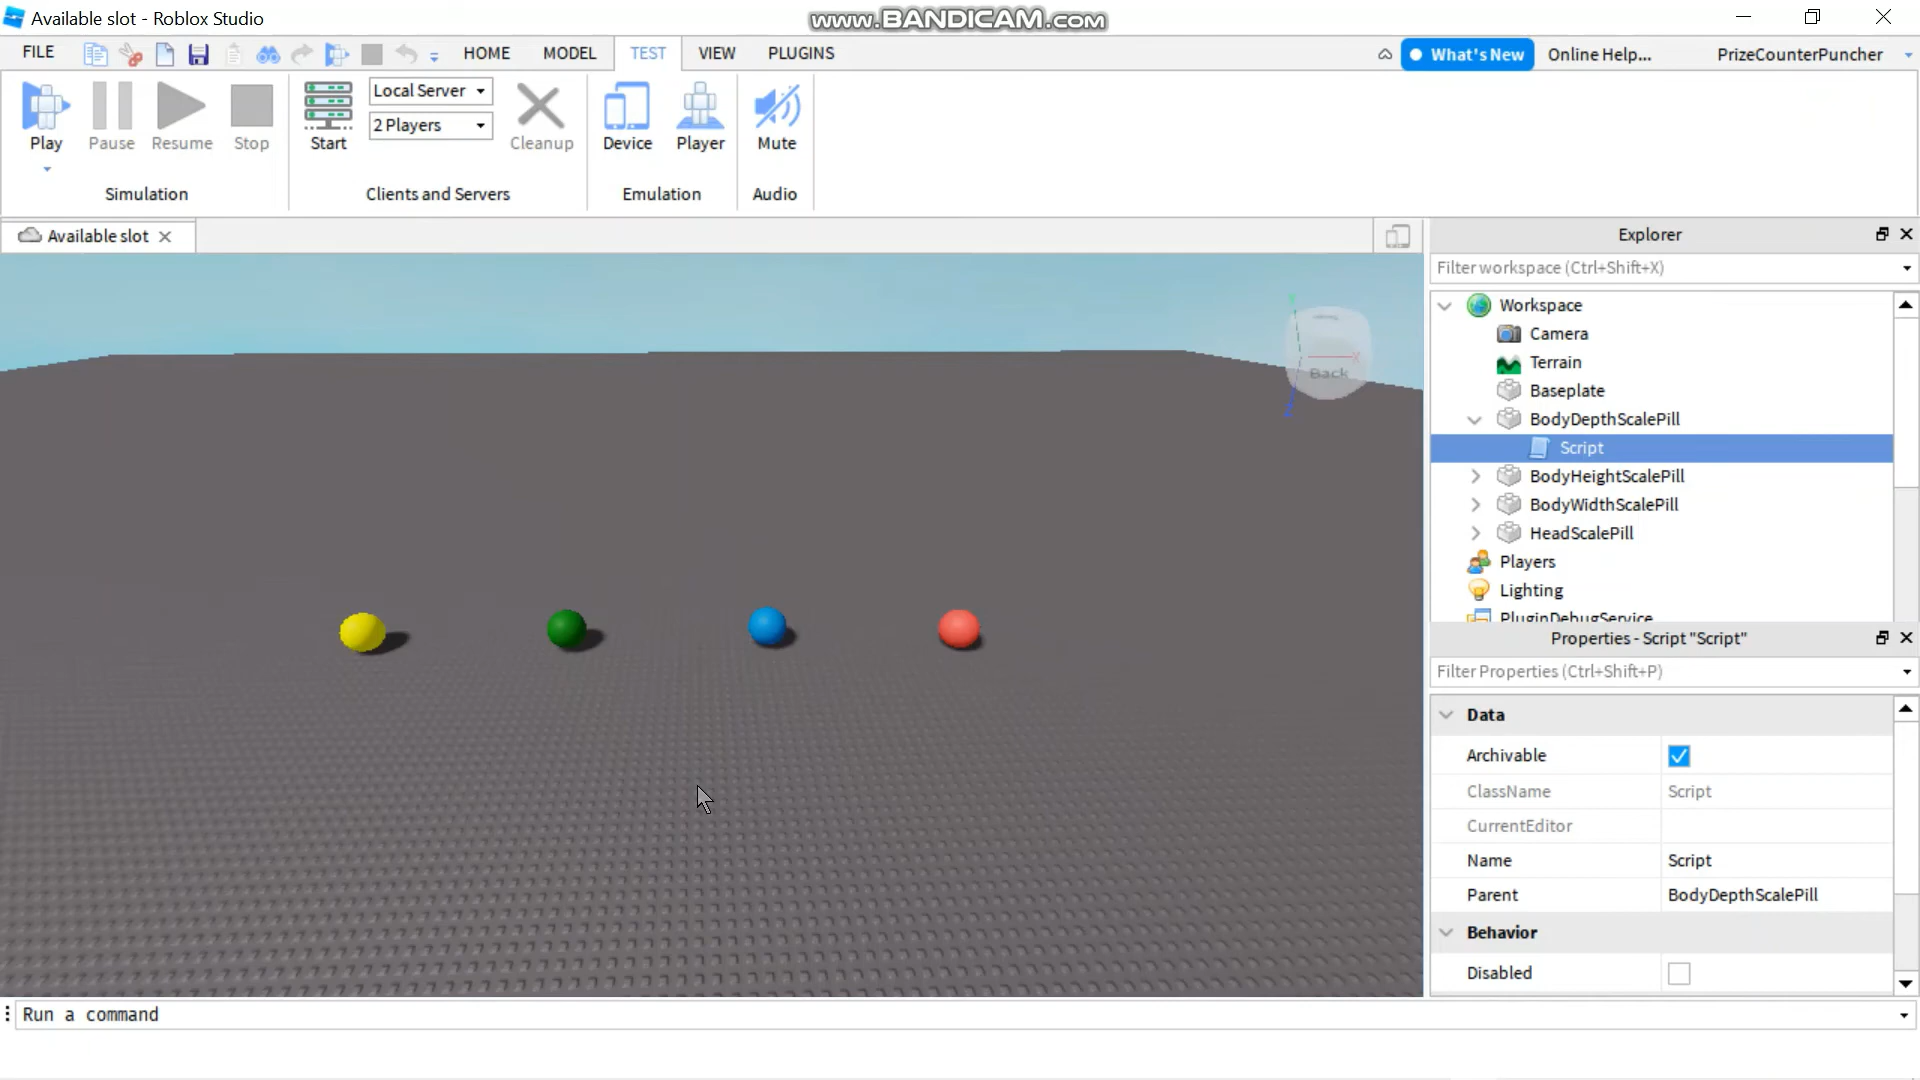 Available slot - Roblox Studio
www.BANDICAM.com
FILE
HOME
MODEL
TEST
VIEW
PLUGINS
What's New
Online Help...
PrizeCounterPuncher
Play
Pause
Resume
Stop
Simulation
Start
Local Server
2 Players
Cleanup
Clients and Servers
Device
Player
Emulation
Mute
Audio
Available slot
Back
Explorer
Filter workspace (Ctrl+Shift+X)
Workspace
Camera
Terrain
Baseplate
BodyDepthScalePill
Script
BodyHeightScalePill
BodyWidthScalePill
HeadScalePill
Players
Lighting
PluginDebugService
Properties - Script "Script"
Filter Properties (Ctrl+Shift+P)
Data
Archivable
ClassName Script
CurrentEditor
Name Script
Parent BodyDepthScalePill
Behavior
Disabled
Run a command